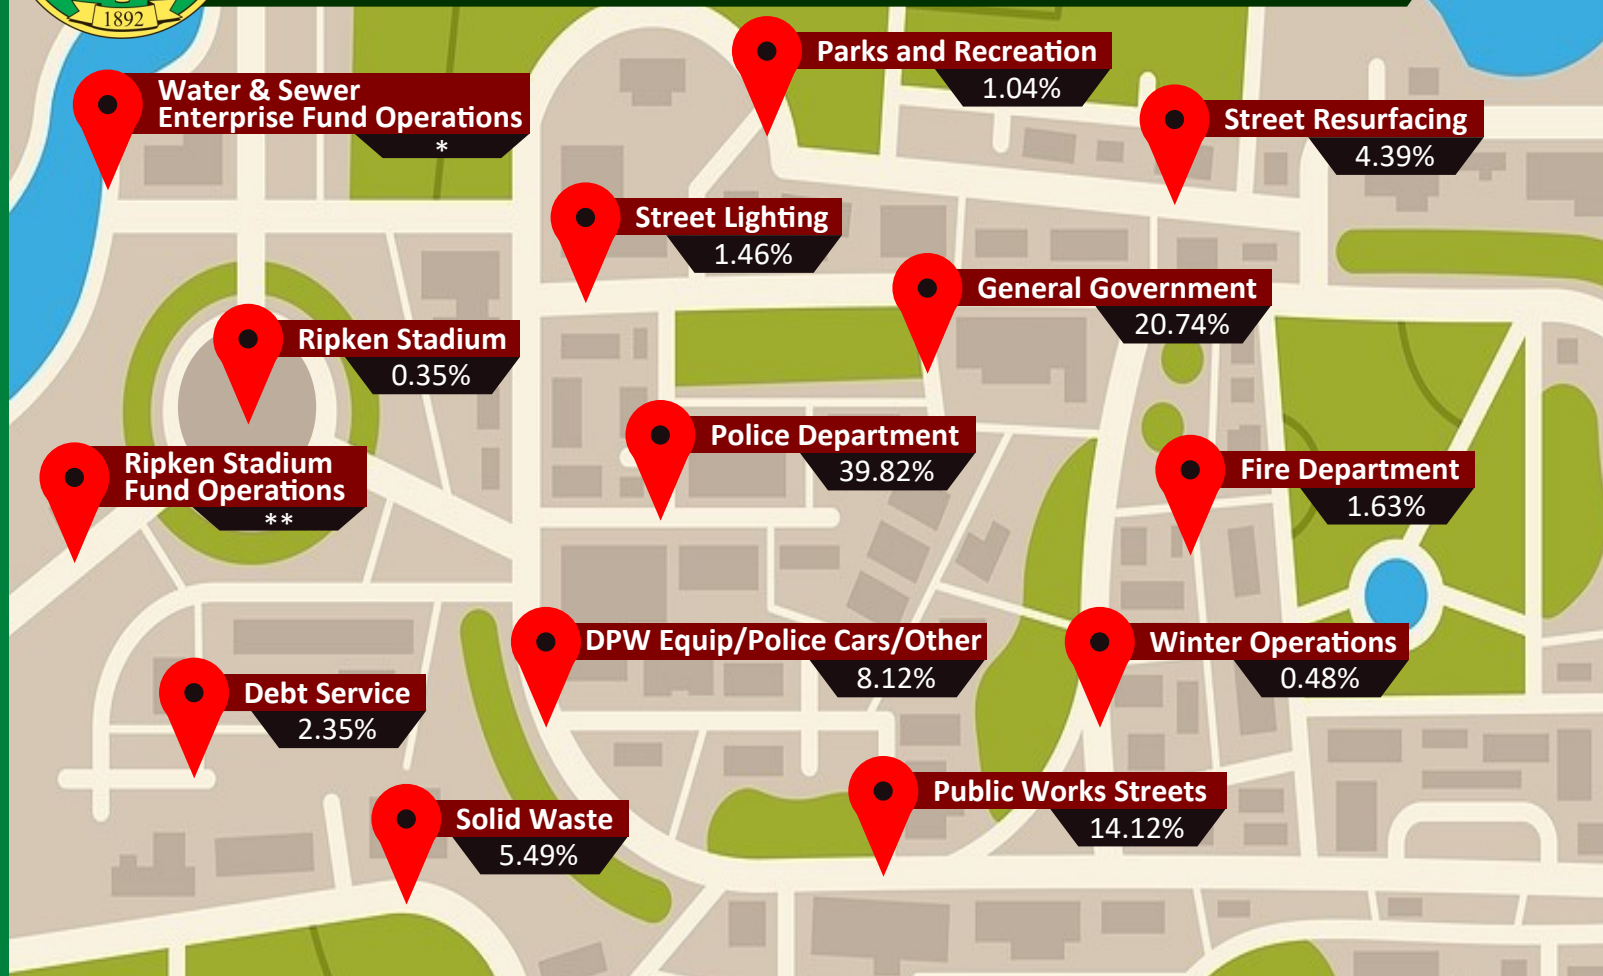 1892
Parks and Recreation
1.04%
Water & Sewer
Enterprise Fund Operations
*
Street Resurfacing
4.39%
Street Lighting
1.46%
General Government
20.74%
Ripken Stadium
0.35%
Police Department
39.82%
Ripken Stadium
Fund Operations
**
Fire Department
1.63%
DPW Equip/Police Cars/Other
8.12%
Winter Operations
0.48%
Debt Service
2.35%
Public Works Streets
14.12%
Solid Waste
5.49%